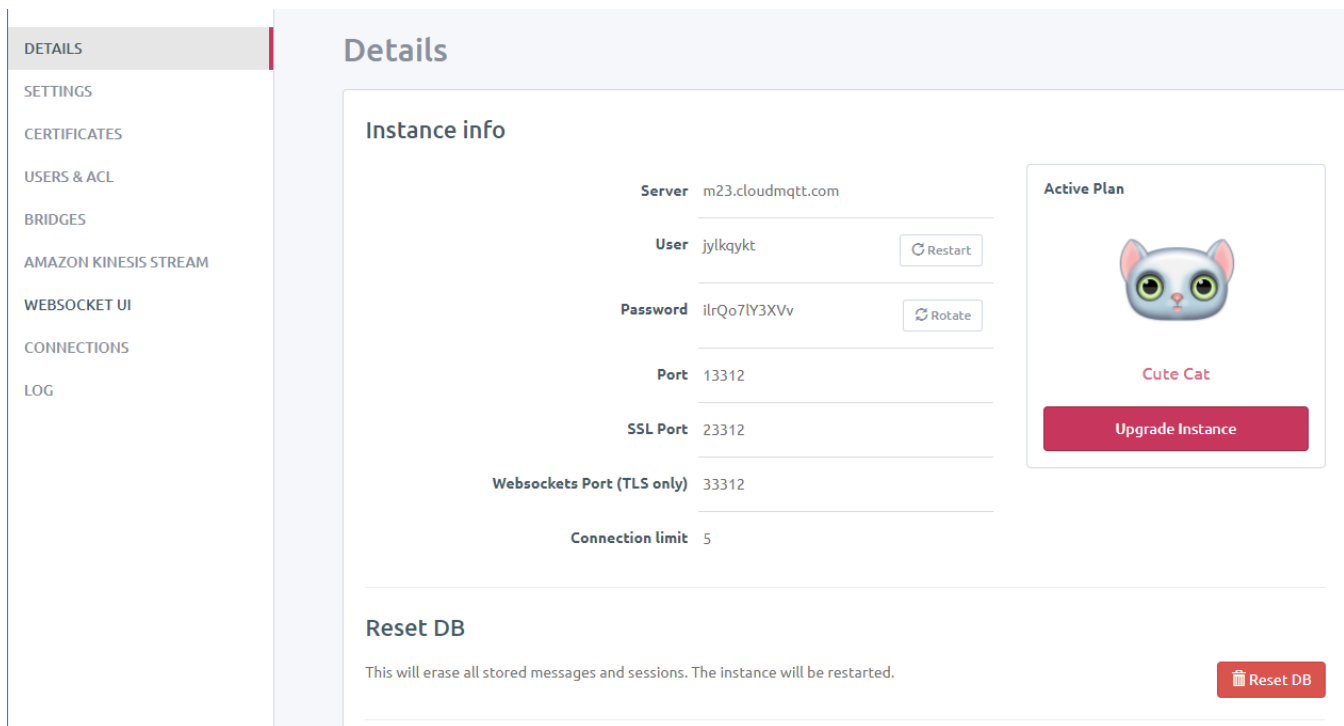 DETAILS
SETTINGS
CERTIFICATES
USERS & ACL
BRIDGES
AMAZON KINESIS STREAM
WEBSOCKET UI
CONNECTIONS
LOG
Details
Instance info
Server m23.cloudmqtt.com
User jylkqykt Restart
Password ilrQo7lY3XVv Rotate
Port 13312
SSL Port 23312
Websockets Port (TLS only) 33312
Connection limit 5
Active Plan
Cute Cat
Upgrade Instance
Reset DB
This will erase all stored messages and sessions. The instance will be restarted.
Reset DB